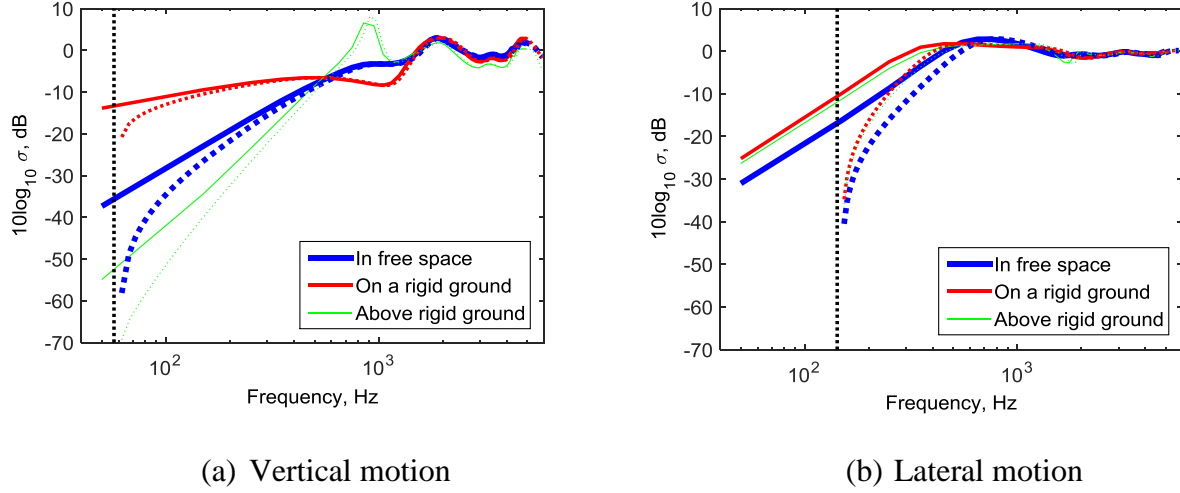 0
-10
-20
-30
-40
-50
-60
-70
10log10 σ, dB
In free space
On a rigid ground
Above rigid ground
10^2
10^3
Frequency, Hz
(a) Vertical motion
10
0
-10
-20
-30
-40
-50
-60
-70
10log10 σ, dB
In free space
On a rigid ground
Above rigid ground
10^2
10^3
Frequency, Hz
(b) Lateral motion